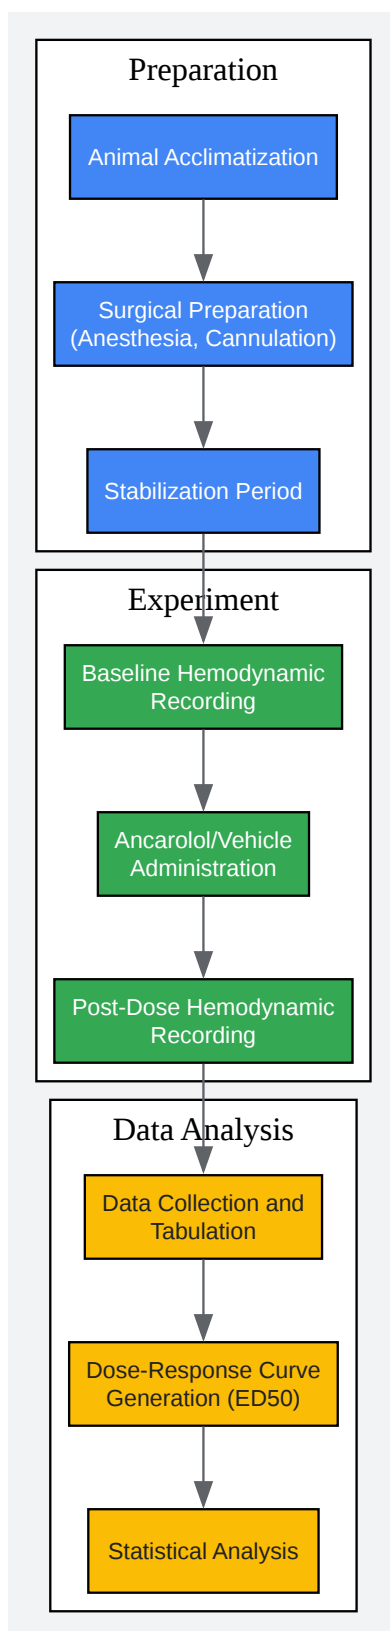 Preparation
Animal Acclimatization
Surgical Preparation
(Anesthesia, Cannulation)
Stabilization Period
Experiment
Baseline Hemodynamic
Recording
Ancarolol/Vehicle
Administration
Post-Dose Hemodynamic
Recording
Data Analysis
Data Collection and
Tabulation
Dose-Response Curve
Generation (ED50)
Statistical Analysis